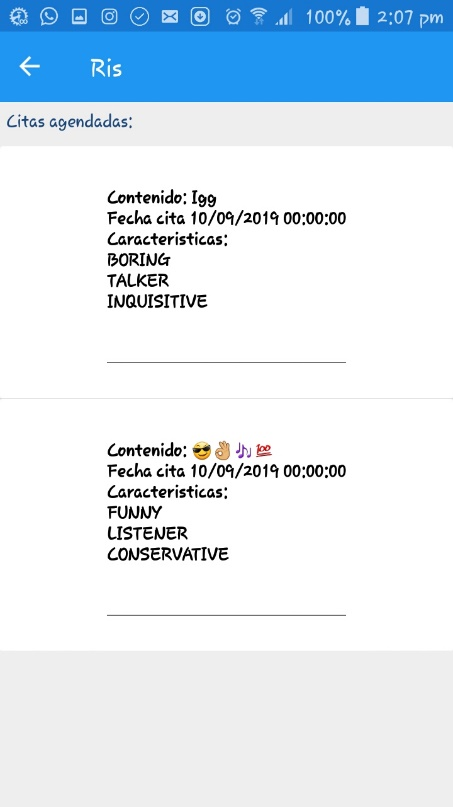 100% 2:07 pm
Ris
Citas agendadas:
Contenido: Igg
Fecha cita 10/09/2019 00:00:00
Caracteristicas:
BORING
TALKER
INQUISITIVE
Contenido: 😎👌🎶💯
Fecha cita 10/09/2019 00:00:00
Caracteristicas:
FUNNY
LISTENER
CONSERVATIVE